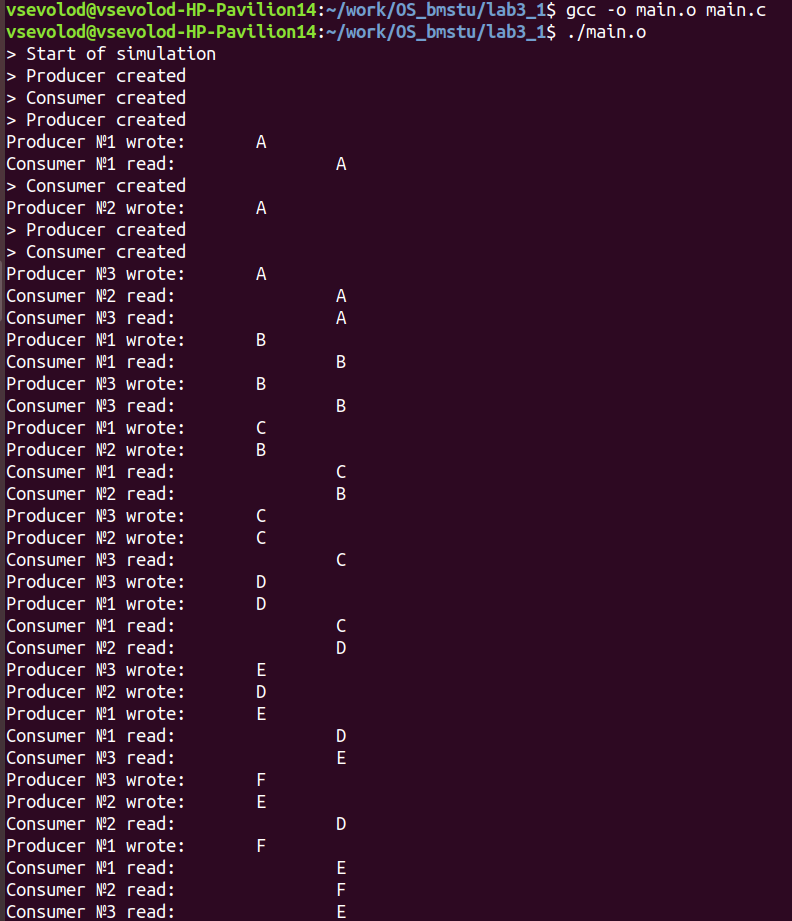 vsevolod@vsevolod-HP-Pavilion14:~/work/OS_bmstu/lab3_1$ gcc -o main.o main.c
vsevolod@vsevolod-HP-Pavilion14:~/work/OS_bmstu/lab3_1$ ./main.o
> Start of simulation
> Producer created
> Consumer created
> Producer created
Producer №1 wrote: A
Consumer №1 read: A
> Consumer created
Producer №2 wrote: A
> Producer created
> Consumer created
Producer №3 wrote: A
Consumer №2 read: A
Consumer №3 read: A
Producer №1 wrote: B
Consumer №1 read: B
Producer №3 wrote: B
Consumer №3 read: B
Producer №1 wrote: C
Producer №2 wrote: B
Consumer №1 read: C
Consumer №2 read: B
Producer №3 wrote: C
Producer №2 wrote: C
Consumer №3 read: C
Producer №3 wrote: D
Producer №1 wrote: D
Consumer №1 read: C
Consumer №2 read: D
Producer №3 wrote: E
Producer №2 wrote: D
Producer №1 wrote: E
Consumer №1 read: D
Consumer №3 read: E
Producer №3 wrote: F
Producer №2 wrote: E
Consumer №2 read: D
Producer №1 wrote: F
Consumer №1 read: E
Consumer №2 read: F
Consumer №3 read: E